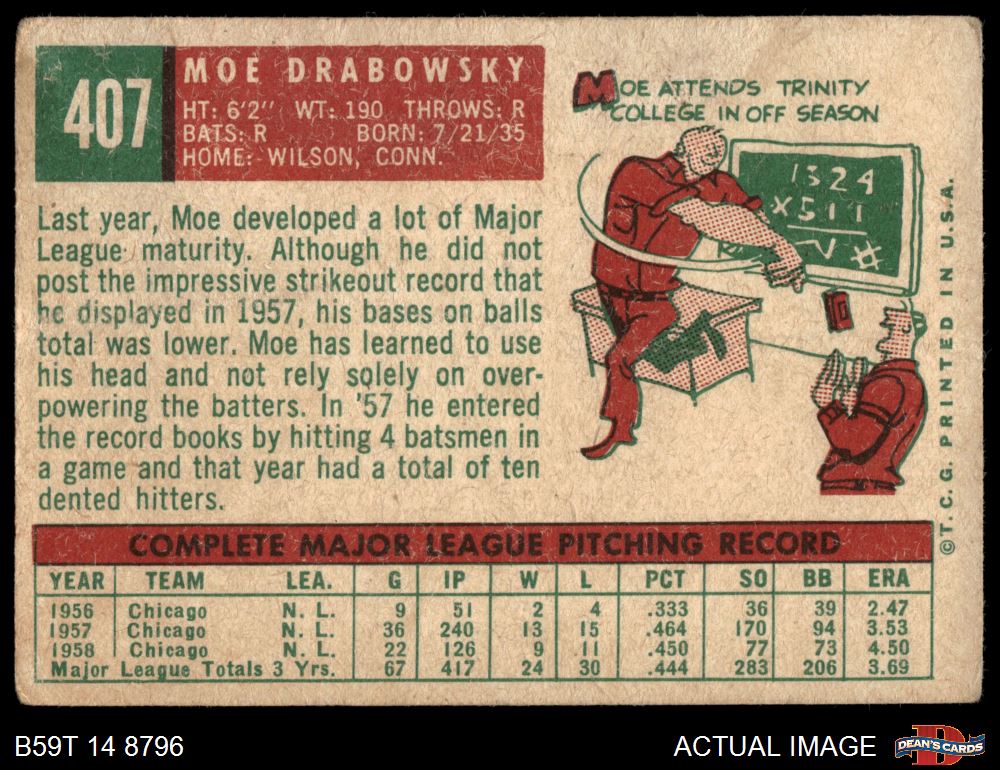 407
MOE DRABOWSKY
HT: 6'2" WT: 190 THROWS: R
BATS: R BORN: 7/21/35
HOME: WILSON, CONN.
Last year, Moe developed a lot of Major
League maturity. Although he did not
post the impressive strikeout record that
he displayed in 1957, his bases on balls
total was lower. Moe has learned to use
his head and not rely solely on over-
powering the batters. In '57 he entered
the record books by hitting 4 batsmen in
a game and that year had a total of ten
dented hitters.
MOE ATTENDS TRINITY
COLLEGE IN OFF SEASON
1324
X511
©T. C. G. PRINTED IN U.S.A.
COMPLETE MAJOR LEAGUE PITCHING RECORD
YEAR TEAM LEA. G IP W L PCT SO BB ERA
1956 Chicago N. L. 9 51 2 4 .333 36 39 2.47
1957 Chicago N. L. 36 240 13 15 .464 170 94 3.53
1958 Chicago N. L. 22 126 9 11 .450 77 73 4.50
Major League Totals 3 Yrs. 67 417 24 30 .444 283 206 3.69
B59T 14 8796
ACTUAL IMAGE
DEAN'S CARDS